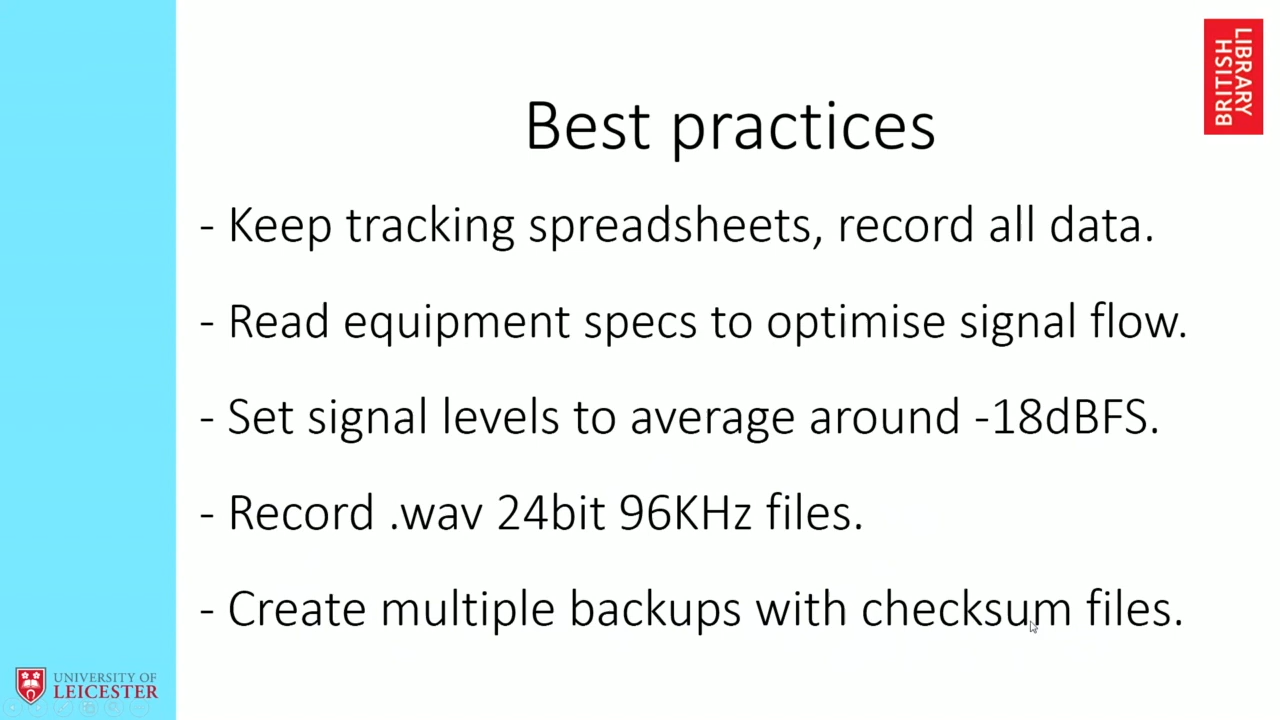 BRITISH
LIBRARY
Best practices
- Keep tracking spreadsheets, record all data.
- Read equipment specs to optimise signal flow.
- Set signal levels to average around -18dBFS.
- Record .wav 24bit 96KHz files.
- Create multiple backups with checksum files.
UNIVERSITY OF
LEICESTER